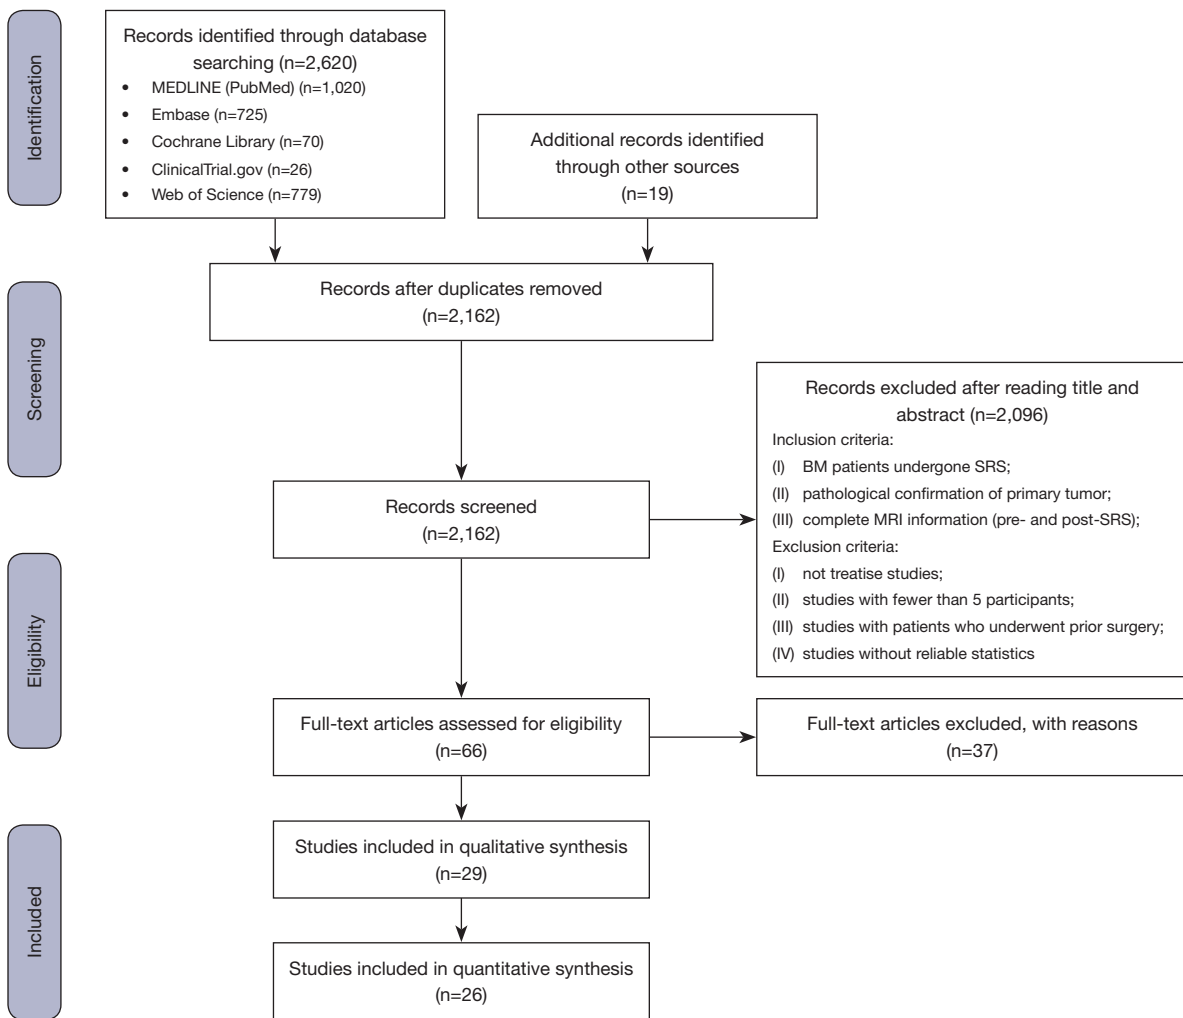 Identification
Records identified through database
searching (n=2,620)
• MEDLINE (PubMed) (n=1,020)
• Embase (n=725)
• Cochrane Library (n=70)
• ClinicalTrial.gov (n=26)
• Web of Science (n=779)
Additional records identified
through other sources
(n=19)
Screening
Records after duplicates removed
(n=2,162)
Records screened
(n=2,162)
Records excluded after reading title and
abstract (n=2,096)
Inclusion criteria:
(I) BM patients undergone SRS;
(II) pathological confirmation of primary tumor;
(III) complete MRI information (pre- and post-SRS);
Exclusion criteria:
(I) not treatise studies;
(II) studies with fewer than 5 participants;
(III) studies with patients who underwent prior surgery;
(IV) studies without reliable statistics
Eligibility
Full-text articles assessed for eligibility
(n=66)
Full-text articles excluded, with reasons
(n=37)
Included
Studies included in qualitative synthesis
(n=29)
Studies included in quantitative synthesis
(n=26)